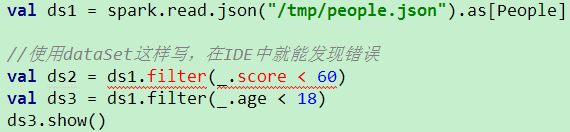 val ds1 = spark.read.json("/tmp/people.json").as[People]
//使用dataSet这样写，在IDE中就能发现错误
val ds2 = ds1.filter(_.score < 60)
val ds3 = ds1.filter(_.age < 18)
ds3.show()